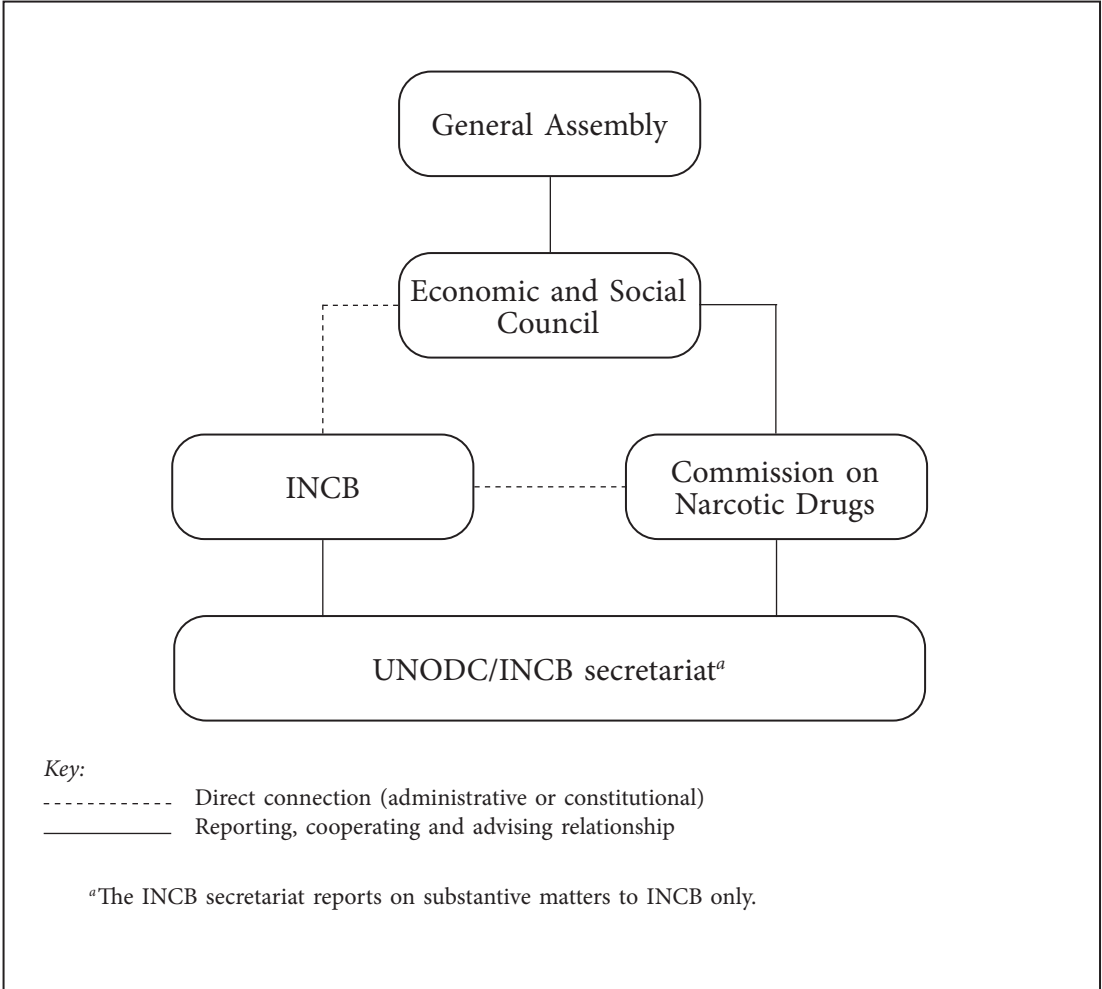 General Assembly
Economic and Social
Council
INCB
Commission on
Narcotic Drugs
UNODC/INCB secretariatᵃ
Key:
Direct connection (administrative or constitutional)
Reporting, cooperating and advising relationship
ᵃThe INCB secretariat reports on substantive matters to INCB only.